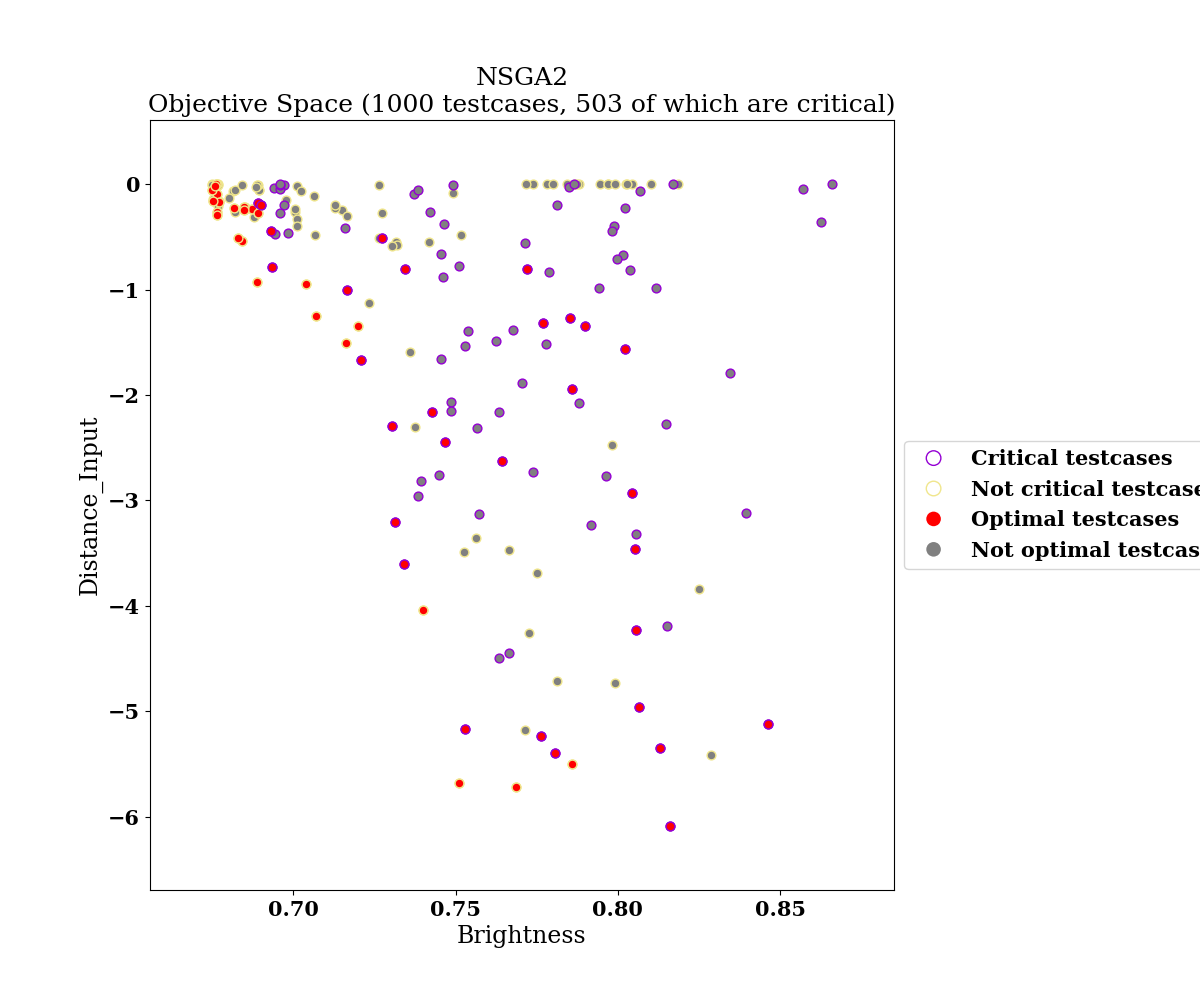 NSGA2
Objective Space (1000 testcases, 503 of which are critical)
0
−1
−2
−3
−4
−5
−6
Distance_Input
0.70 0.75 0.80 0.85
Brightness
Critical testcases
Not critical testcase
Optimal testcases
Not optimal testcas